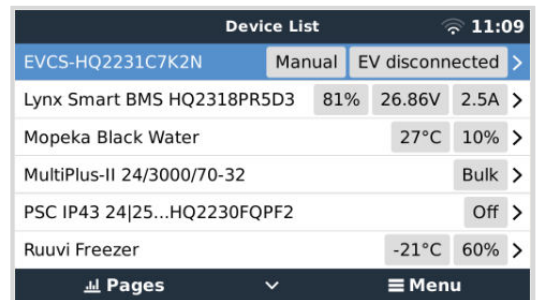 Device List 11:09
EVCS-HQ2231C7K2N Manual EV disconnected
Lynx Smart BMS HQ2318PR5D3 81% 26.86V 2.5A
Mopeka Black Water 27°C 10%
MultiPlus-II 24/3000/70-32 Bulk
PSC IP43 24|25...HQ2230FQPF2 Off
Ruuvi Freezer -21°C 60%
Pages Menu